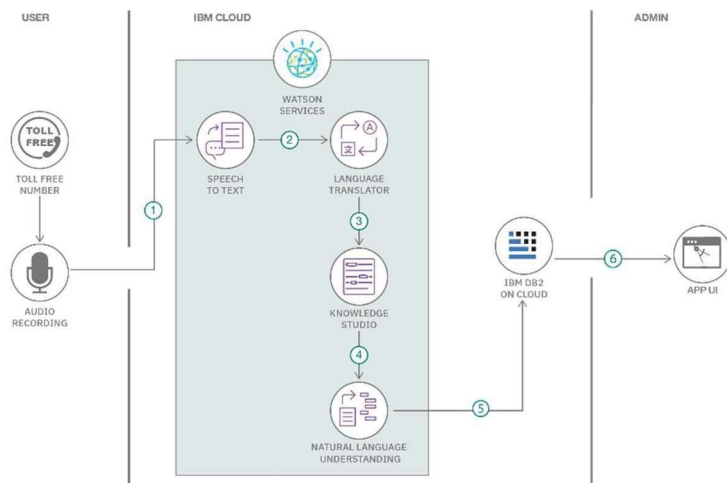 USER
IBM CLOUD
ADMIN
WATSON
SERVICES
TOLL
FREE
TOLL FREE
NUMBER
SPEECH
TO TEXT
2
A
文
LANGUAGE
TRANSLATOR
1
3
AUDIO
RECORDING
KNOWLEDGE
STUDIO
IBM DB2
ON CLOUD
6
APP UI
4
5
NATURAL LANGUAGE
UNDERSTANDING